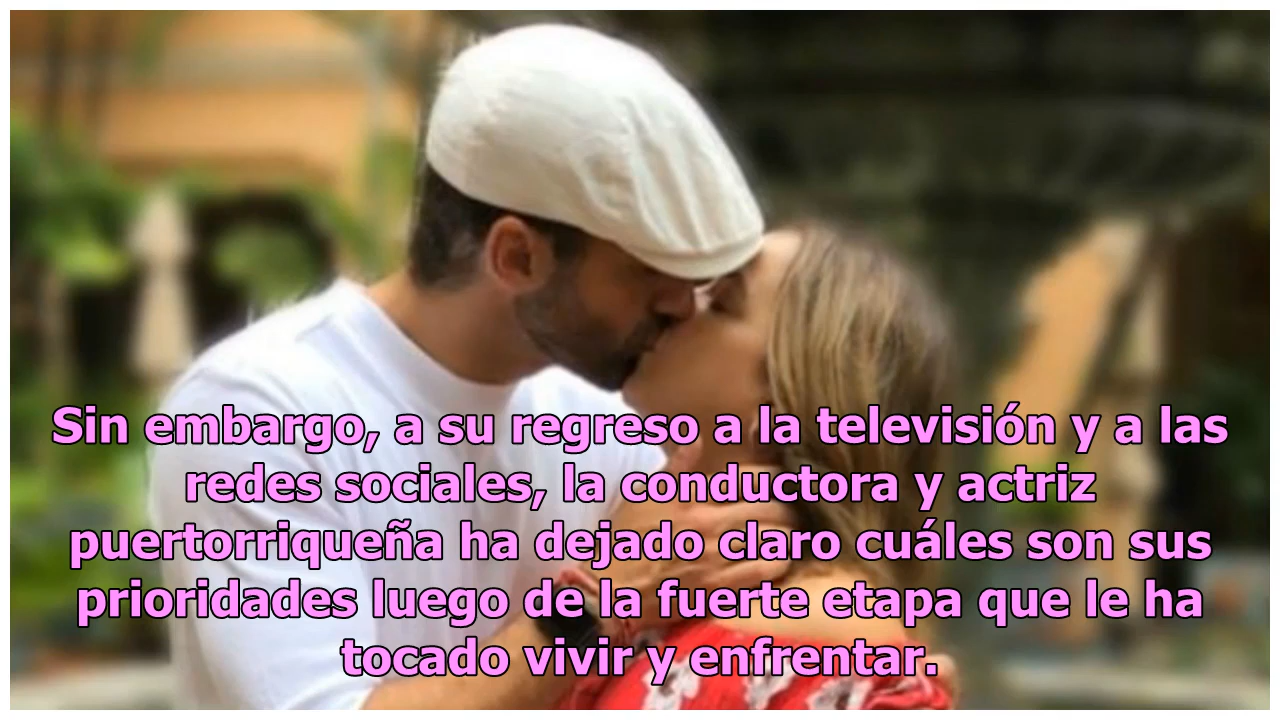 Sin embargo, a su regreso a la televisión y a las
redes sociales, la conductora y actriz
puertorriqueña ha dejado claro cuáles son sus
prioridades luego de la fuerte etapa que le ha
tocado vivir y enfrentar.